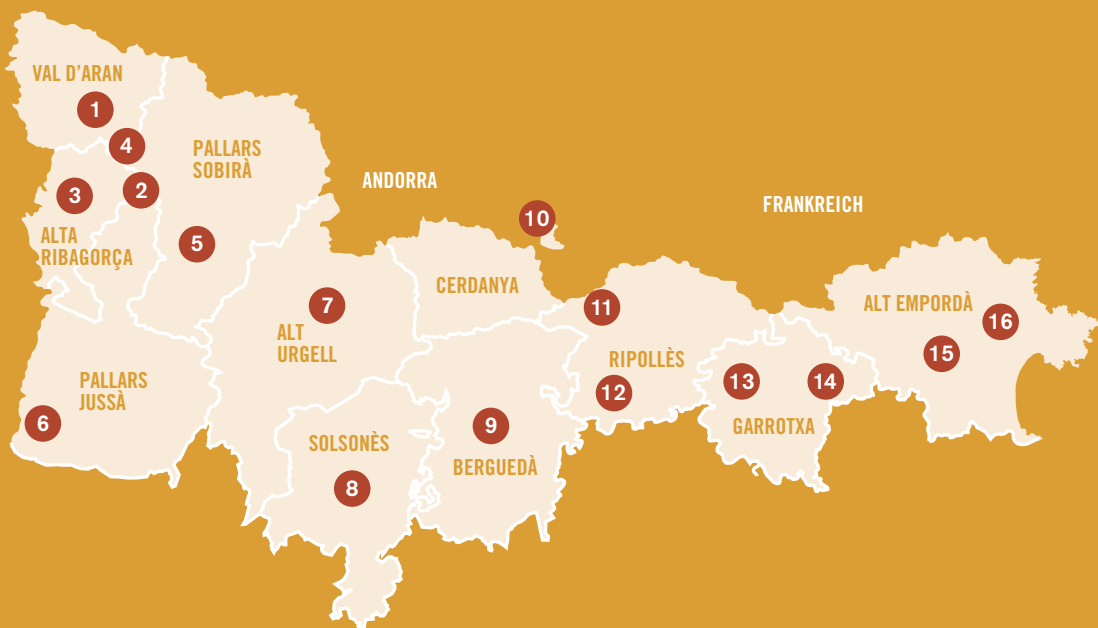 VAL D'ARAN
1
4
PALLARS
SOBIRÀ
ANDORRA
3
2
FRANKREICH
10
ALTA
RIBAGORÇA
5
CERDANYA
7
11
ALT EMPORDÀ
16
ALT
URGELL
15
RIPOLLÈS
PALLARS
JUSSÀ
12
13
14
6
9
GARROTXA
SOLSONÈS
BERGUEDÀ
8